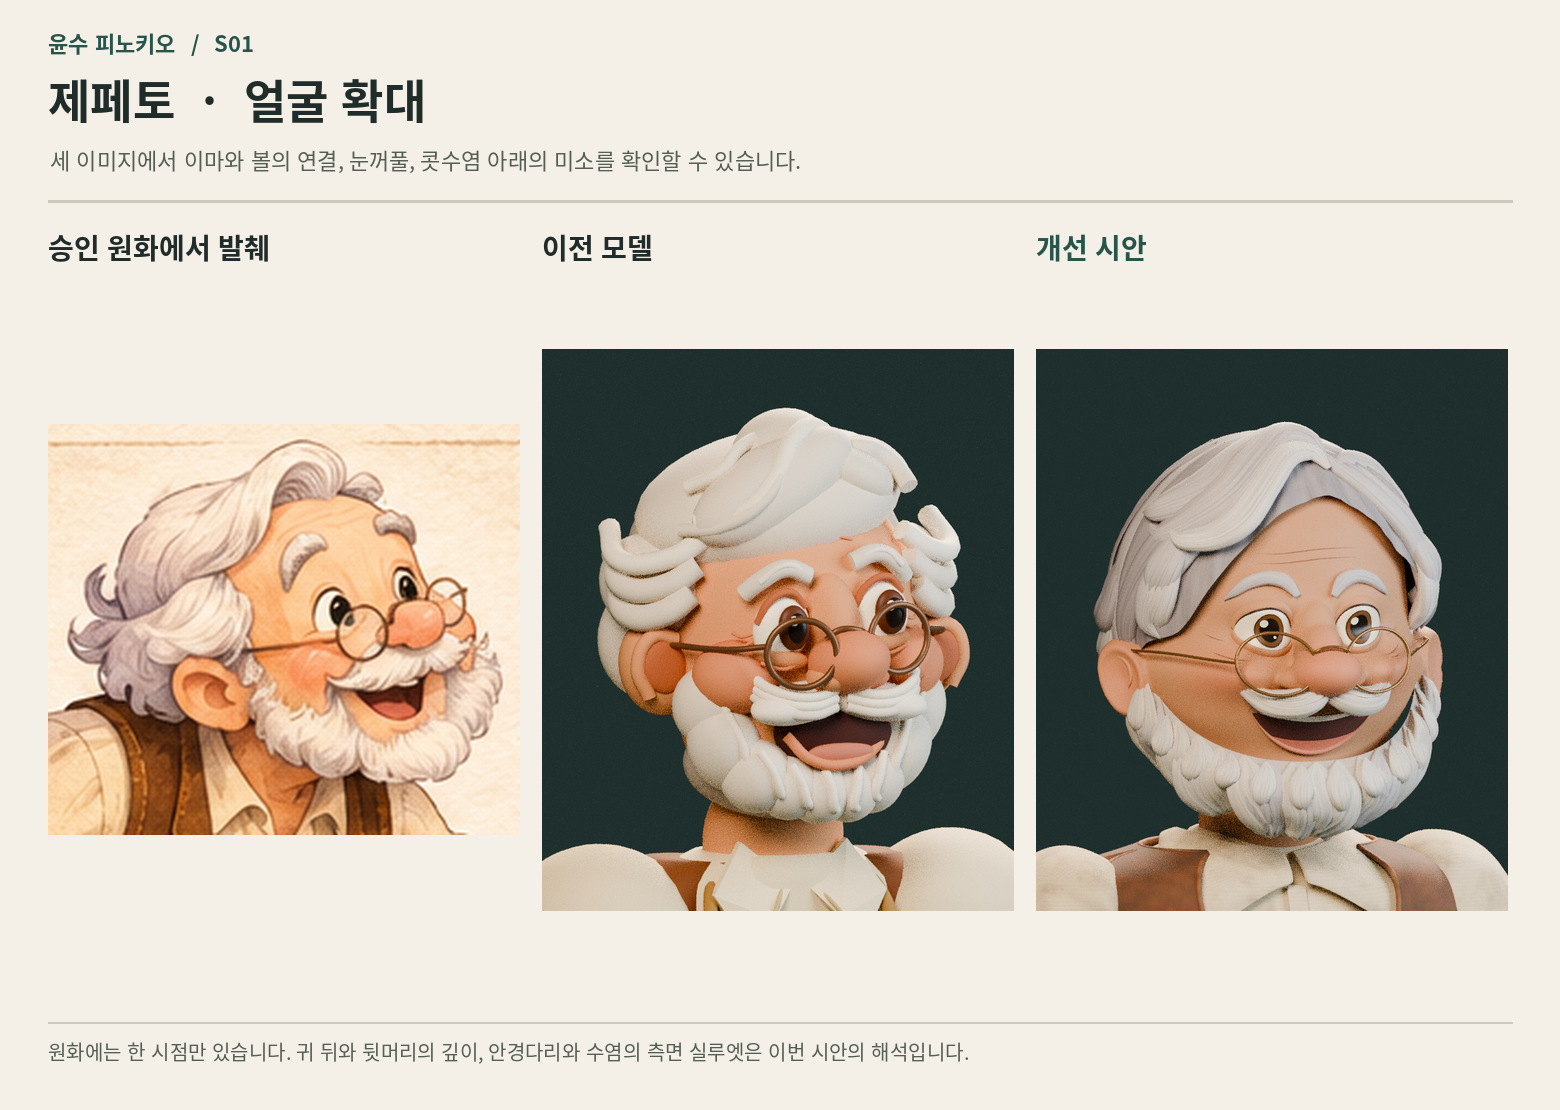 윤수 피노키오 / S01
제페토 · 얼굴 확대
세 이미지에서 이마와 볼의 연결, 눈꺼풀, 콧수염 아래의 미소를 확인할 수 있습니다.
승인 원화에서 발췌
이전 모델
개선 시안
원화에는 한 시점만 있습니다. 귀 뒤와 뒷머리의 깊이, 안경다리와 수염의 측면 실루엣은 이번 시안의 해석입니다.